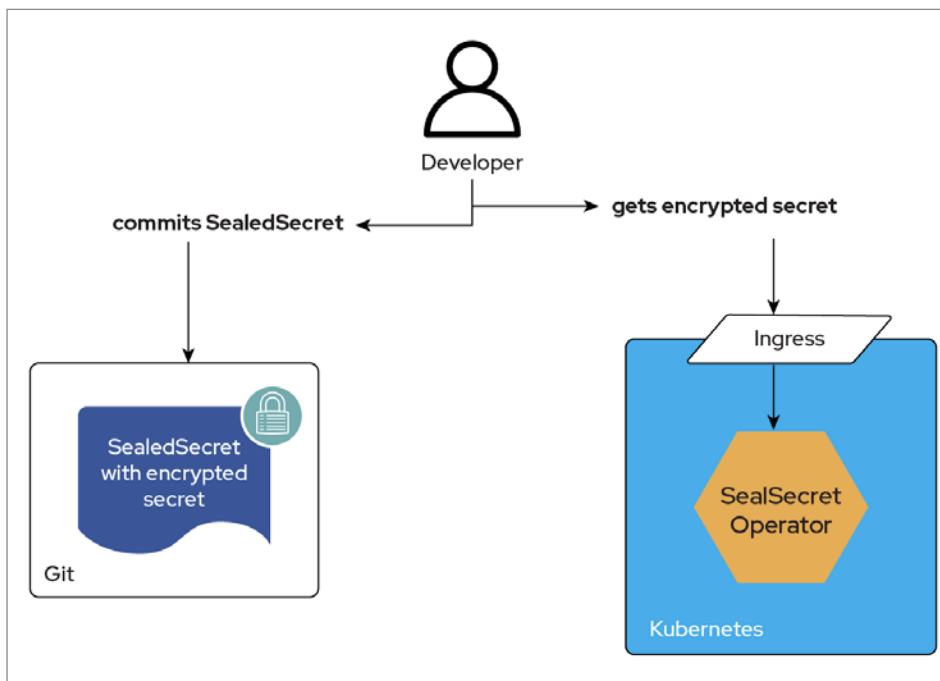 Developer
commits SealedSecret
gets encrypted secret
Ingress
SealedSecret
with encrypted
secret
SealSecret
Operator
Git
Kubernetes